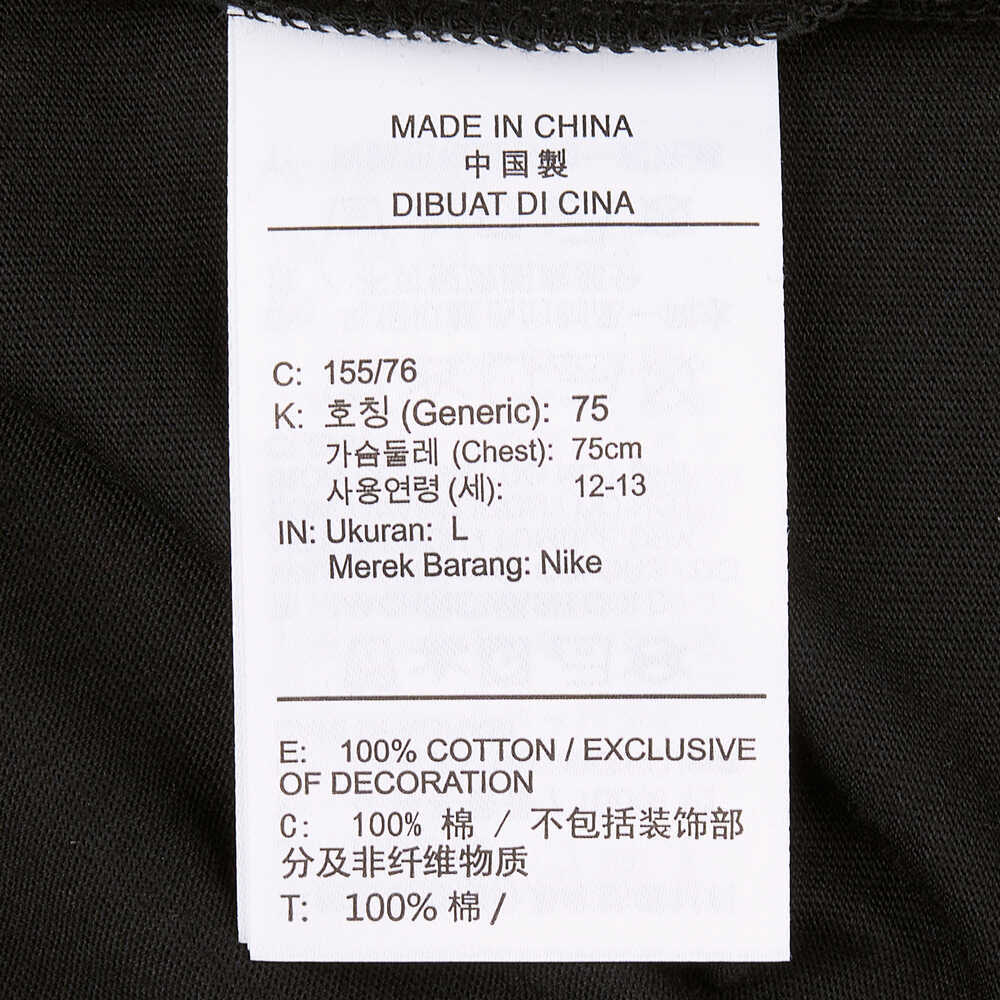 MADE IN CHINA
中国製
DIBUAT DI CINA
C: 155/76
K: 호칭 (Generic): 75
가슴둘레 (Chest): 75cm
사용연령 (세): 12-13
IN: Ukuran: L
Merek Barang: Nike
E: 100% COTTON / EXCLUSIVE
OF DECORATION
C: 100% 棉 / 不包括装饰部
分及非纤维物质
T: 100% 棉 /